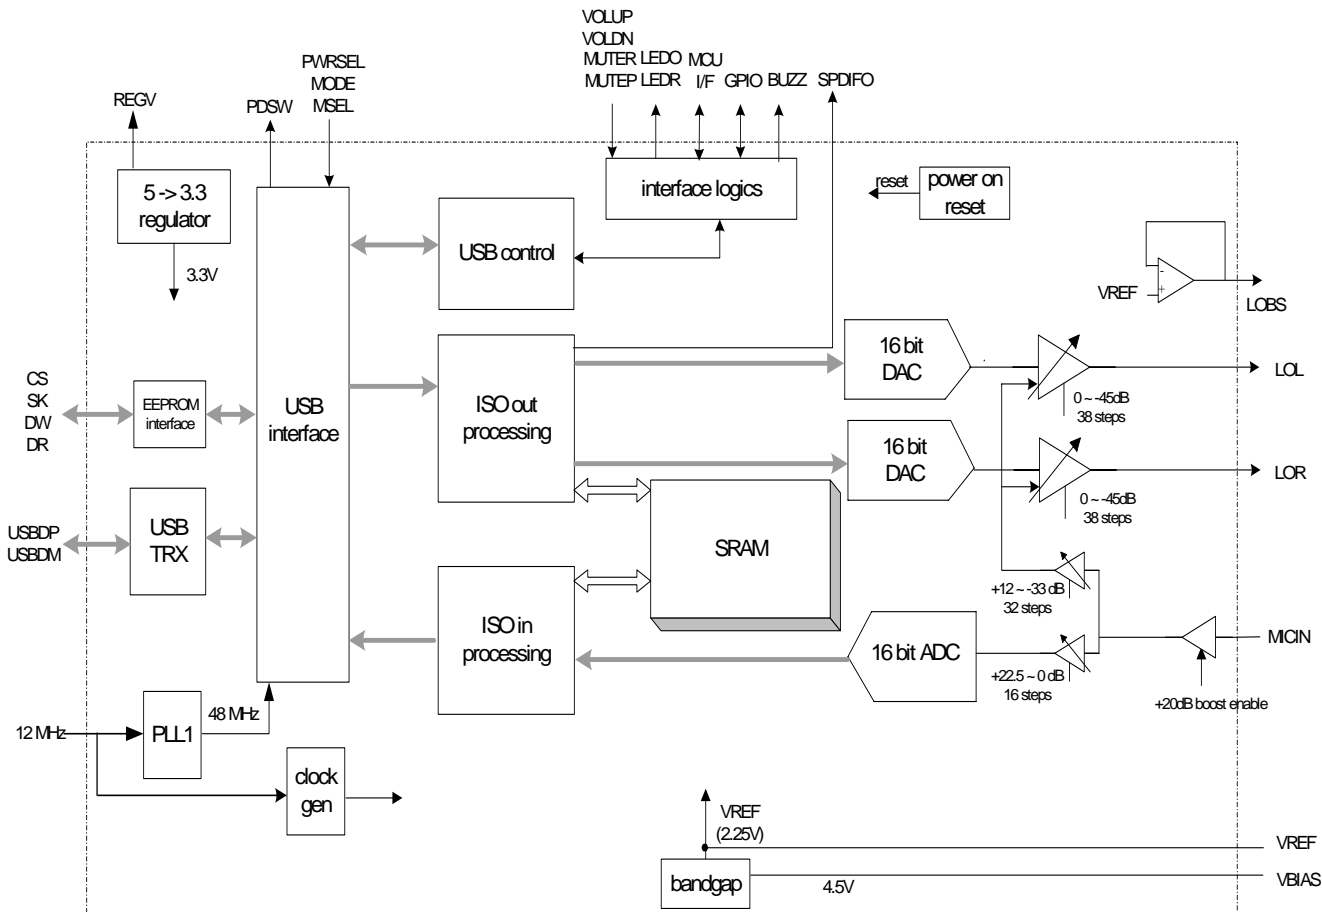 VOLUP
VOLDN
MUTER
MUTEP
LEDO
LEDR
MCU
I/F
GPIO
BUZZ
SPDIFO
PWRSEL
MODE
MSEL
REGV
PDSW
5 -> 3.3
regulator
3.3V
interface logics
reset
power on
reset
USB control
VREF
-
+
LOBS
16 bit
DAC
LOL
0 ~ -45dB
38 steps
CS
SK
DW
DR
EEPROM
interface
USB
interface
ISO out
processing
16 bit
DAC
LOR
0 ~ -45dB
38 steps
USBDP
USBDM
USB
TRX
SRAM
+12 ~ -33 dB
32 steps
ISO in
processing
16 bit ADC
+22.5 ~ 0 dB
16 steps
MICIN
+20dB boost enable
12 MHz
PLL1
48 MHz
clock
gen
VREF
(2.25V)
VREF
bandgap
4.5V
VBIAS